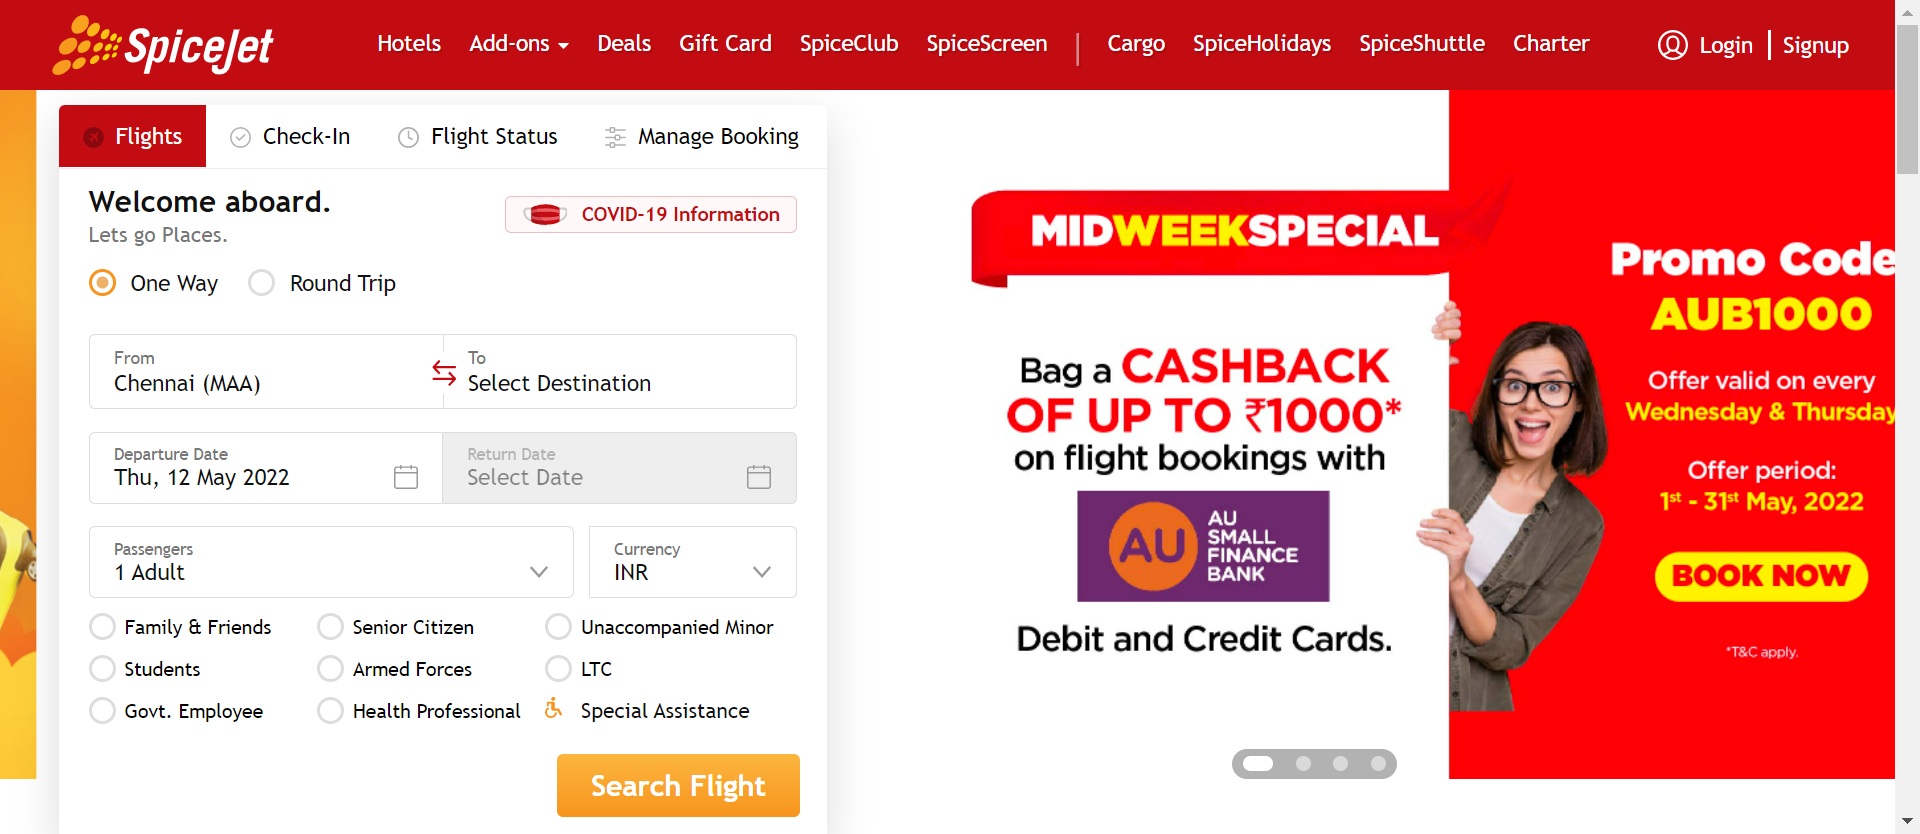 SpiceJet
Hotels Add-ons Deals Gift Card SpiceClub SpiceScreen | Cargo SpiceHolidays SpiceShuttle Charter Login | Signup
Flights Check-In Flight Status Manage Booking
Welcome aboard.
Lets go Places.
COVID-19 Information
One Way Round Trip
From
Chennai (MAA)
To
Select Destination
Departure Date
Thu, 12 May 2022
Return Date
Select Date
Passengers
1 Adult
Currency
INR
Family & Friends Senior Citizen Unaccompanied Minor
Students Armed Forces LTC
Govt. Employee Health Professional Special Assistance
Search Flight
MIDWEEKSPECIAL
Bag a CASHBACK
OF UP TO ₹1000*
on flight bookings with
AU
AU
SMALL
FINANCE
BANK
Debit and Credit Cards.
Promo Code
AUB1000
Offer valid on every
Wednesday & Thursday
Offer period:
1st - 31st May, 2022
BOOK NOW
*T&C apply.